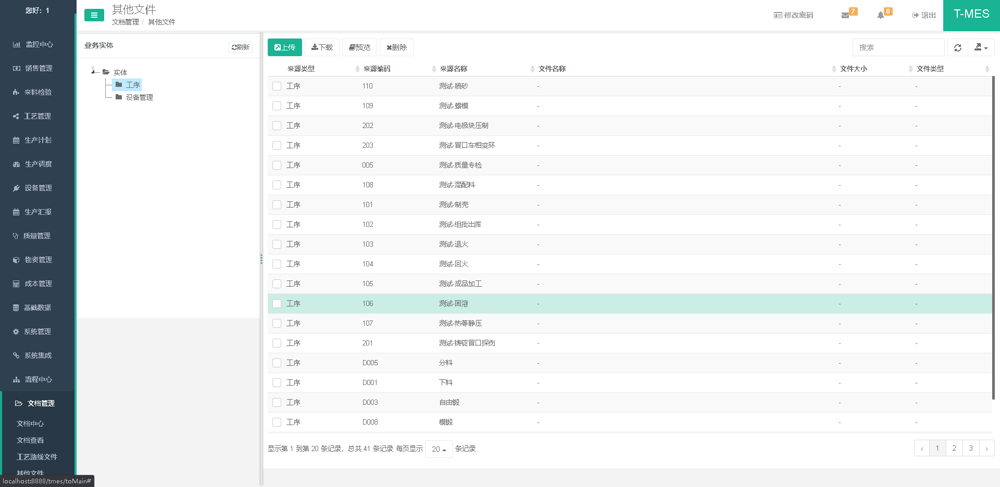 您好：1
监控中心
销售管理
来料检验
工艺管理
生产计划
生产调度
设备管理
生产汇报
质量管理
物资管理
成本管理
基础数据
系统管理
系统集成
流程中心
文档管理
文档中心
文档查看
工艺路线文件
其他文件
localhost:8888/tmes/toMain#
其他文件
文档管理 / 其他文件
修改密码 7 0 退出 T-MES
业务实体 刷新
实体
工序
设备管理
上传 下载 预览 删除 搜索
来源类型 来源编码 来源名称 文件名称 文件大小 文件类型
工序 110 测试-喷砂 - - -
工序 109 测试-蜡模 - - -
工序 202 测试-电极块压制 - - -
工序 203 测试-冒口车相变环 - - -
工序 005 测试-质量专检 - - -
工序 108 测试-混配料 - - -
工序 101 测试-制壳 - - -
工序 102 测试-组批出库 - - -
工序 103 测试-退火 - - -
工序 104 测试-回火 - - -
工序 105 测试-成品加工 - - -
工序 106 测试-固溶 - - -
工序 107 测试-热等静压 - - -
工序 201 测试-铸锭冒口探伤 - - -
工序 D005 分料 - - -
工序 D001 下料 - - -
工序 D003 自由锻 - - -
工序 D008 模锻 - - -
显示第 1 到第 20 条记录，总共 41 条记录 每页显示 20 条记录
‹ 1 2 3 ›